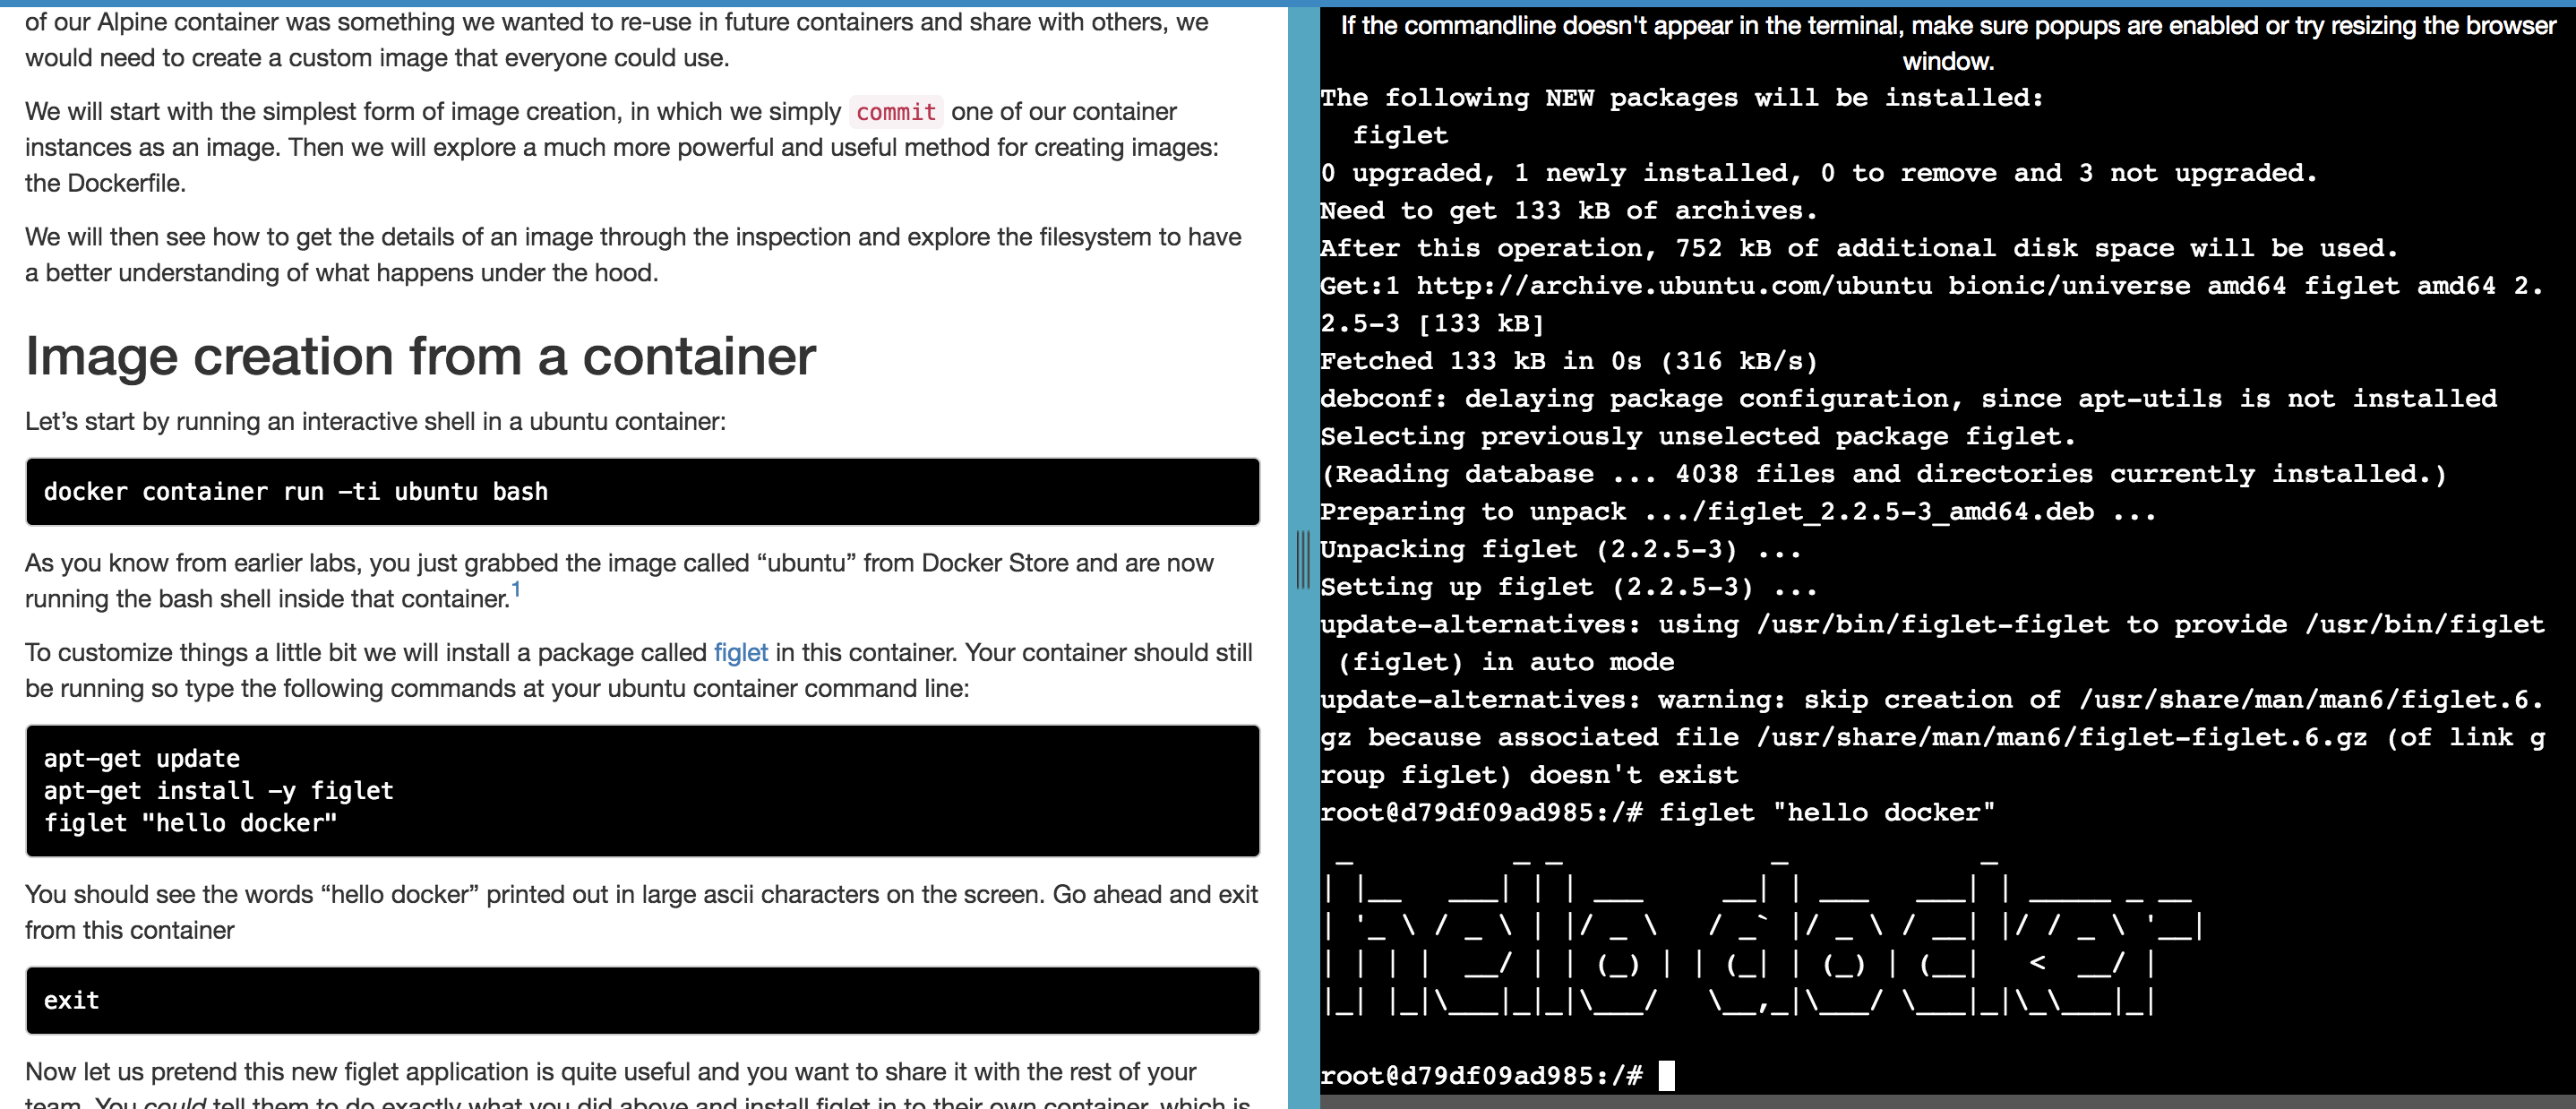 of our Alpine container was something we wanted to re-use in future containers and share with others, we
would need to create a custom image that everyone could use.
We will start with the simplest form of image creation, in which we simply commit one of our container
instances as an image. Then we will explore a much more powerful and useful method for creating images:
the Dockerfile.
We will then see how to get the details of an image through the inspection and explore the filesystem to have
a better understanding of what happens under the hood.
Image creation from a container
Let’s start by running an interactive shell in a ubuntu container:
docker container run -ti ubuntu bash
As you know from earlier labs, you just grabbed the image called “ubuntu” from Docker Store and are now
running the bash shell inside that container.1
To customize things a little bit we will install a package called figlet in this container. Your container should still
be running so type the following commands at your ubuntu container command line:
apt-get update
apt-get install -y figlet
figlet "hello docker"
You should see the words “hello docker” printed out in large ascii characters on the screen. Go ahead and exit
from this container
exit
Now let us pretend this new figlet application is quite useful and you want to share it with the rest of your
team. You could tell them to do exactly what you did above and install figlet in to their own container, which is
If the commandline doesn't appear in the terminal, make sure popups are enabled or try resizing the browser
window.
The following NEW packages will be installed:
figlet
0 upgraded, 1 newly installed, 0 to remove and 3 not upgraded.
Need to get 133 kB of archives.
After this operation, 752 kB of additional disk space will be used.
Get:1 http://archive.ubuntu.com/ubuntu bionic/universe amd64 figlet amd64 2.
2.5-3 [133 kB]
Fetched 133 kB in 0s (316 kB/s)
debconf: delaying package configuration, since apt-utils is not installed
Selecting previously unselected package figlet.
(Reading database ... 4038 files and directories currently installed.)
Preparing to unpack .../figlet_2.2.5-3_amd64.deb ...
Unpacking figlet (2.2.5-3) ...
Setting up figlet (2.2.5-3) ...
update-alternatives: using /usr/bin/figlet-figlet to provide /usr/bin/figlet
(figlet) in auto mode
update-alternatives: warning: skip creation of /usr/share/man/man6/figlet.6.
gz because associated file /usr/share/man/man6/figlet-figlet.6.gz (of link g
roup figlet) doesn't exist
root@d79df09ad985:/# figlet "hello docker"
hello docker
root@d79df09ad985:/#